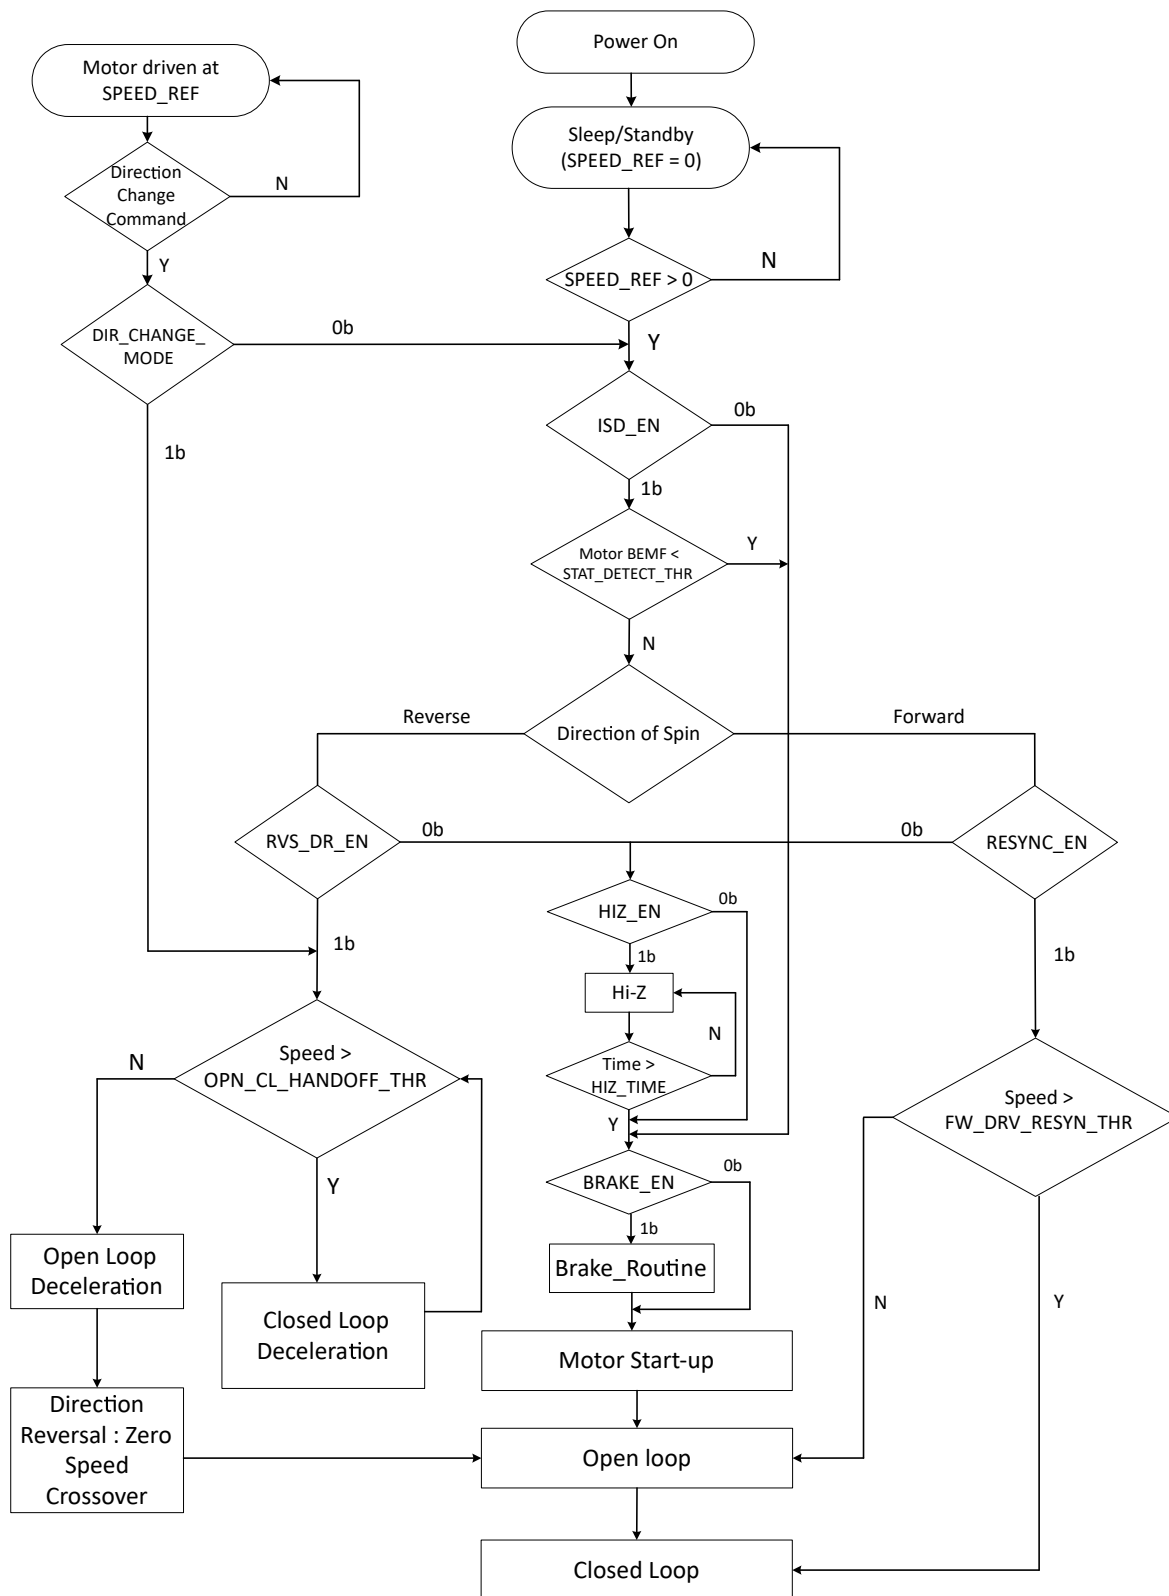 Power On
Motor driven at
SPEED_REF
Sleep/Standby
(SPEED_REF = 0)
Direction
Change
Command
N
Y
SPEED_REF > 0
N
Y
DIR_CHANGE_
MODE
0b
1b
ISD_EN
0b
1b
Motor BEMF <
STAT_DETECT_THR
Y
N
Direction of Spin
Reverse
Forward
RVS_DR_EN
0b
1b
0b
RESYNC_EN
1b
HIZ_EN
0b
1b
Hi-Z
N
Time >
HIZ_TIME
Y
Speed >
OPN_CL_HANDOFF_THR
N
Y
Speed >
FW_DRV_RESYN_THR
N
Y
BRAKE_EN
0b
1b
Brake_Routine
Open Loop
Deceleration
Closed Loop
Deceleration
Motor Start-up
Direction
Reversal : Zero
Speed
Crossover
Open loop
Closed Loop